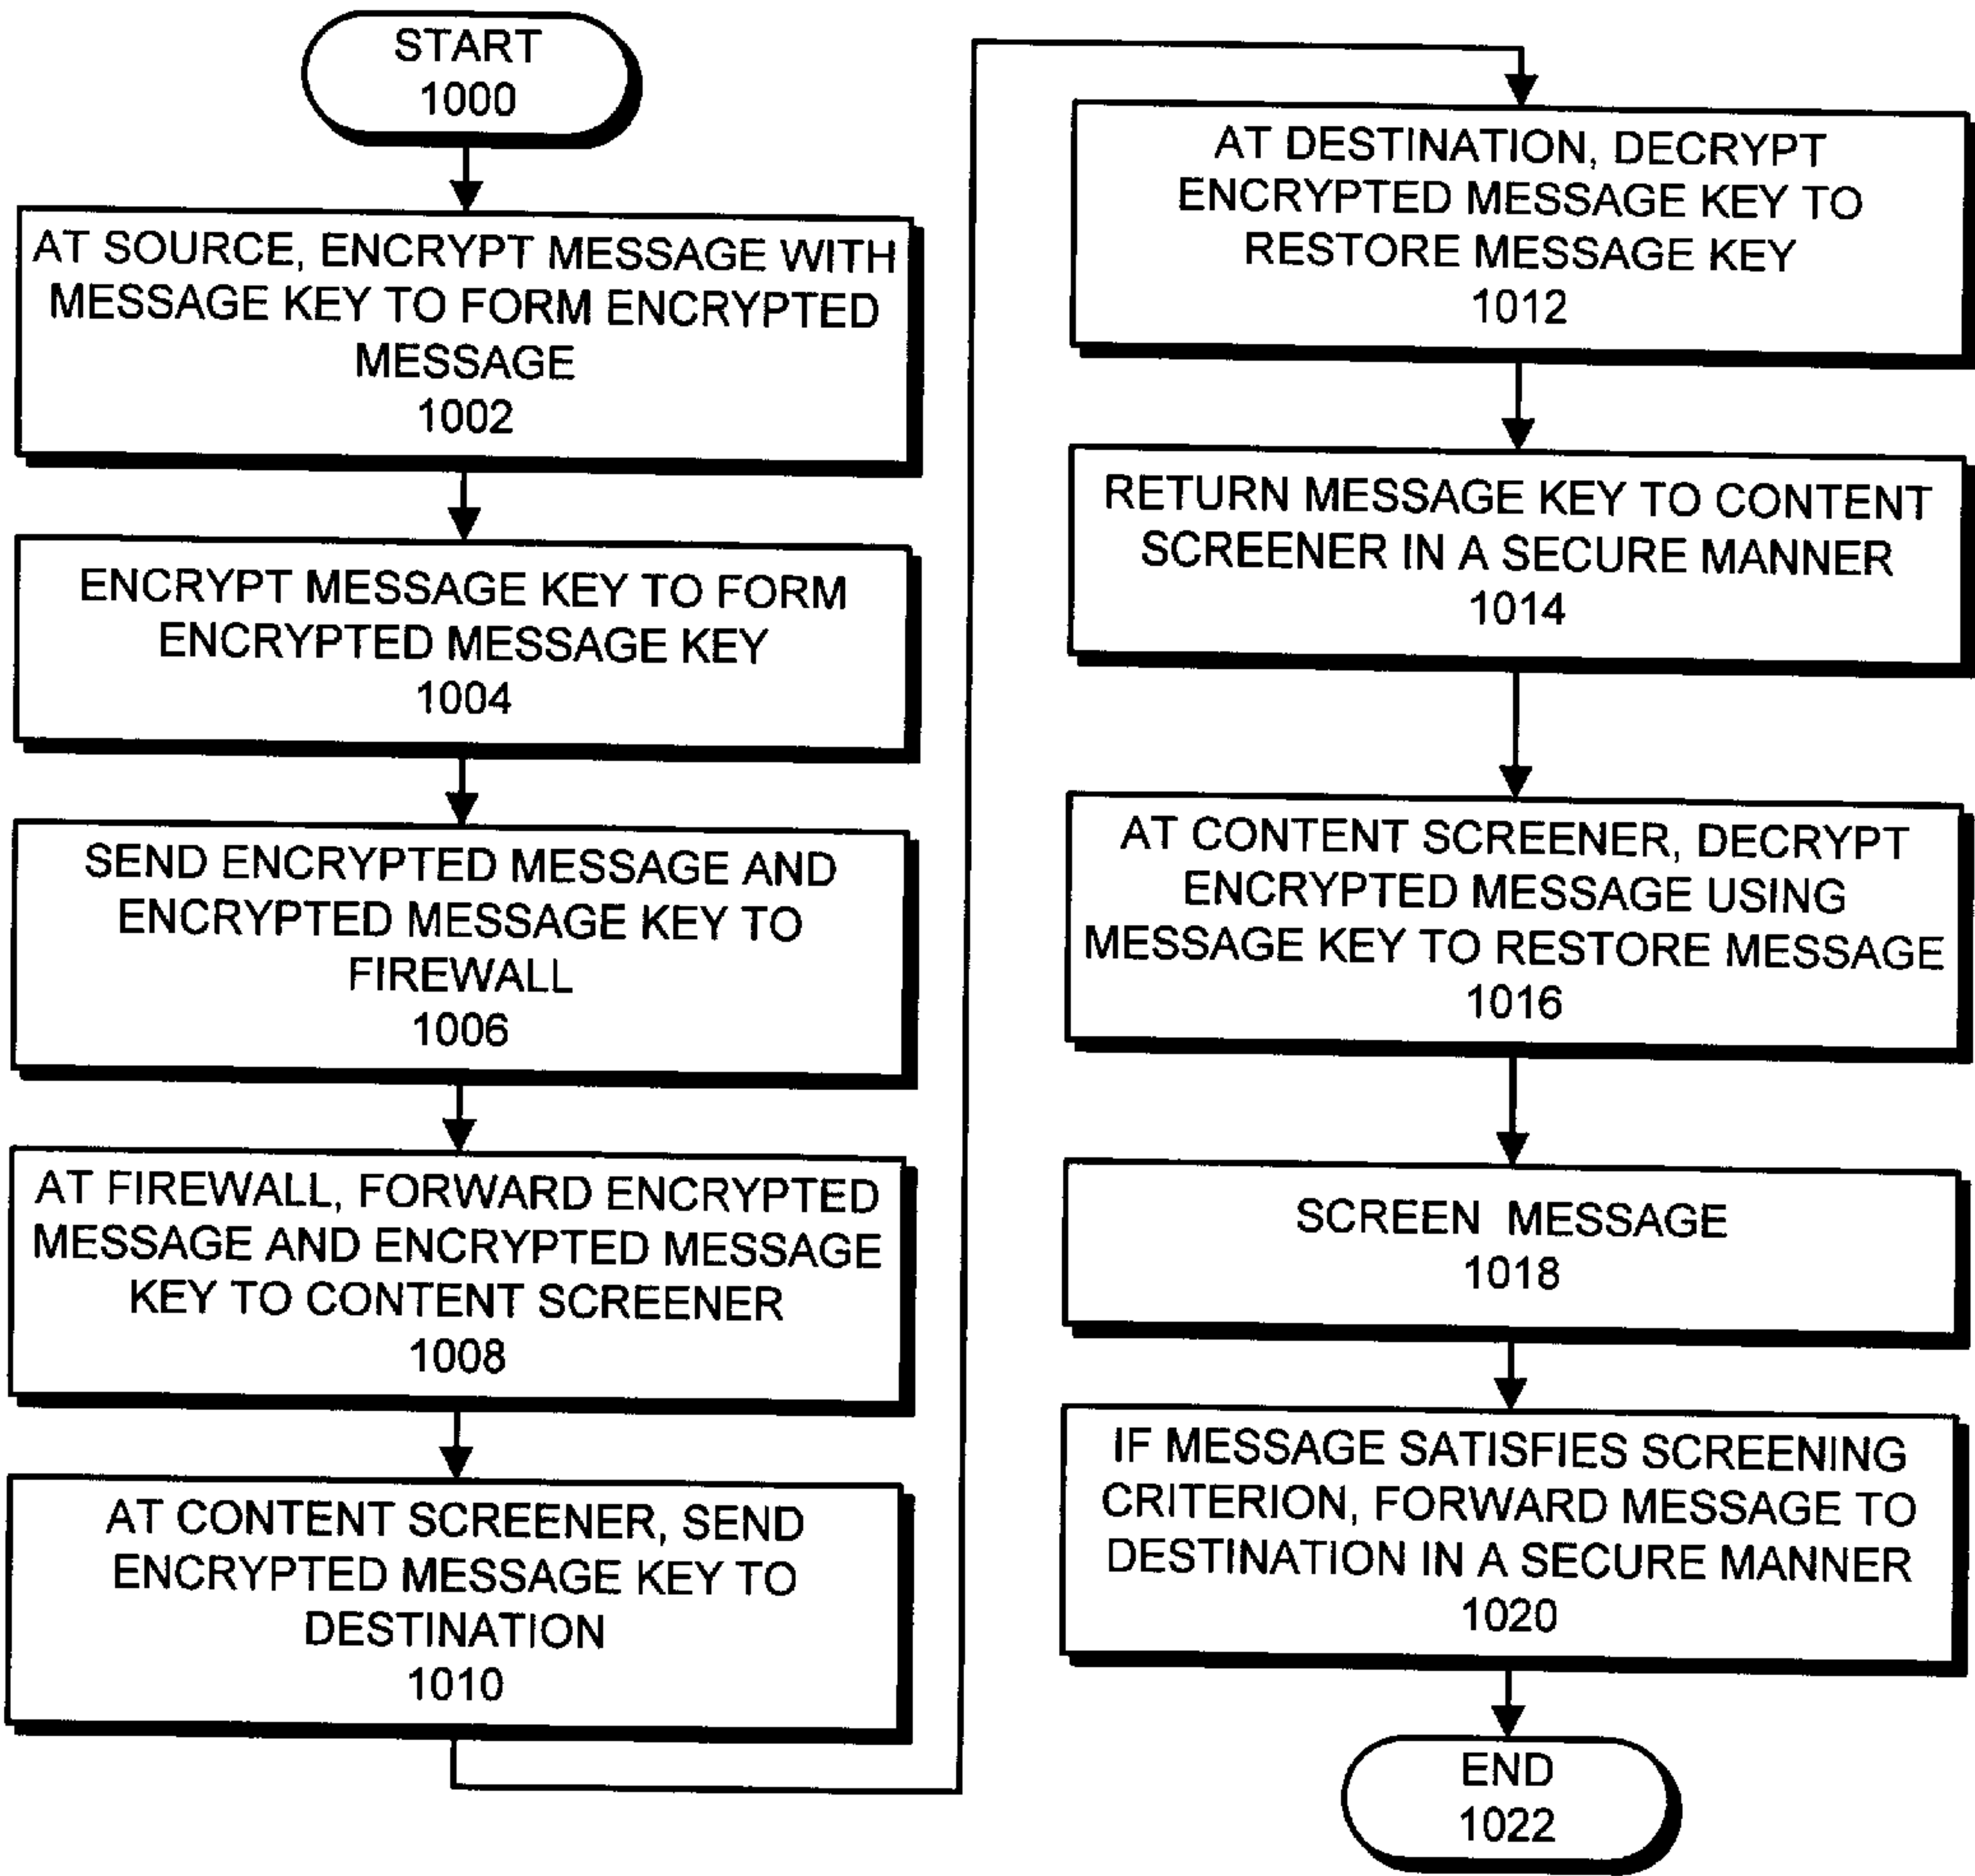 START
1000
AT SOURCE, ENCRYPT MESSAGE WITH
MESSAGE KEY TO FORM ENCRYPTED
MESSAGE
1002
ENCRYPT MESSAGE KEY TO FORM
ENCRYPTED MESSAGE KEY
1004
SEND ENCRYPTED MESSAGE AND
ENCRYPTED MESSAGE KEY TO
FIREWALL
1006
AT FIREWALL, FORWARD ENCRYPTED
MESSAGE AND ENCRYPTED MESSAGE
KEY TO CONTENT SCREENER
1008
AT CONTENT SCREENER, SEND
ENCRYPTED MESSAGE KEY TO
DESTINATION
1010
AT DESTINATION, DECRYPT
ENCRYPTED MESSAGE KEY TO
RESTORE MESSAGE KEY
1012
RETURN MESSAGE KEY TO CONTENT
SCREENER IN A SECURE MANNER
1014
AT CONTENT SCREENER, DECRYPT
ENCRYPTED MESSAGE USING
MESSAGE KEY TO RESTORE MESSAGE
1016
SCREEN MESSAGE
1018
IF MESSAGE SATISFIES SCREENING
CRITERION, FORWARD MESSAGE TO
DESTINATION IN A SECURE MANNER
1020
END
1022